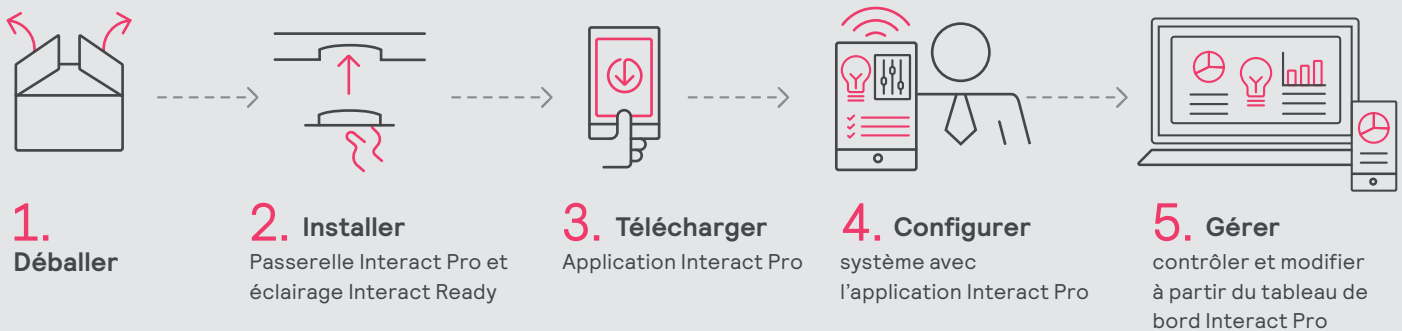 1.
Déballer
2. Installer
Passerelle Interact Pro et
éclairage Interact Ready
3. Télécharger
Application Interact Pro
4. Configurer
système avec
l’application Interact Pro
5. Gérer
contrôler et modifier
à partir du tableau de
bord Interact Pro